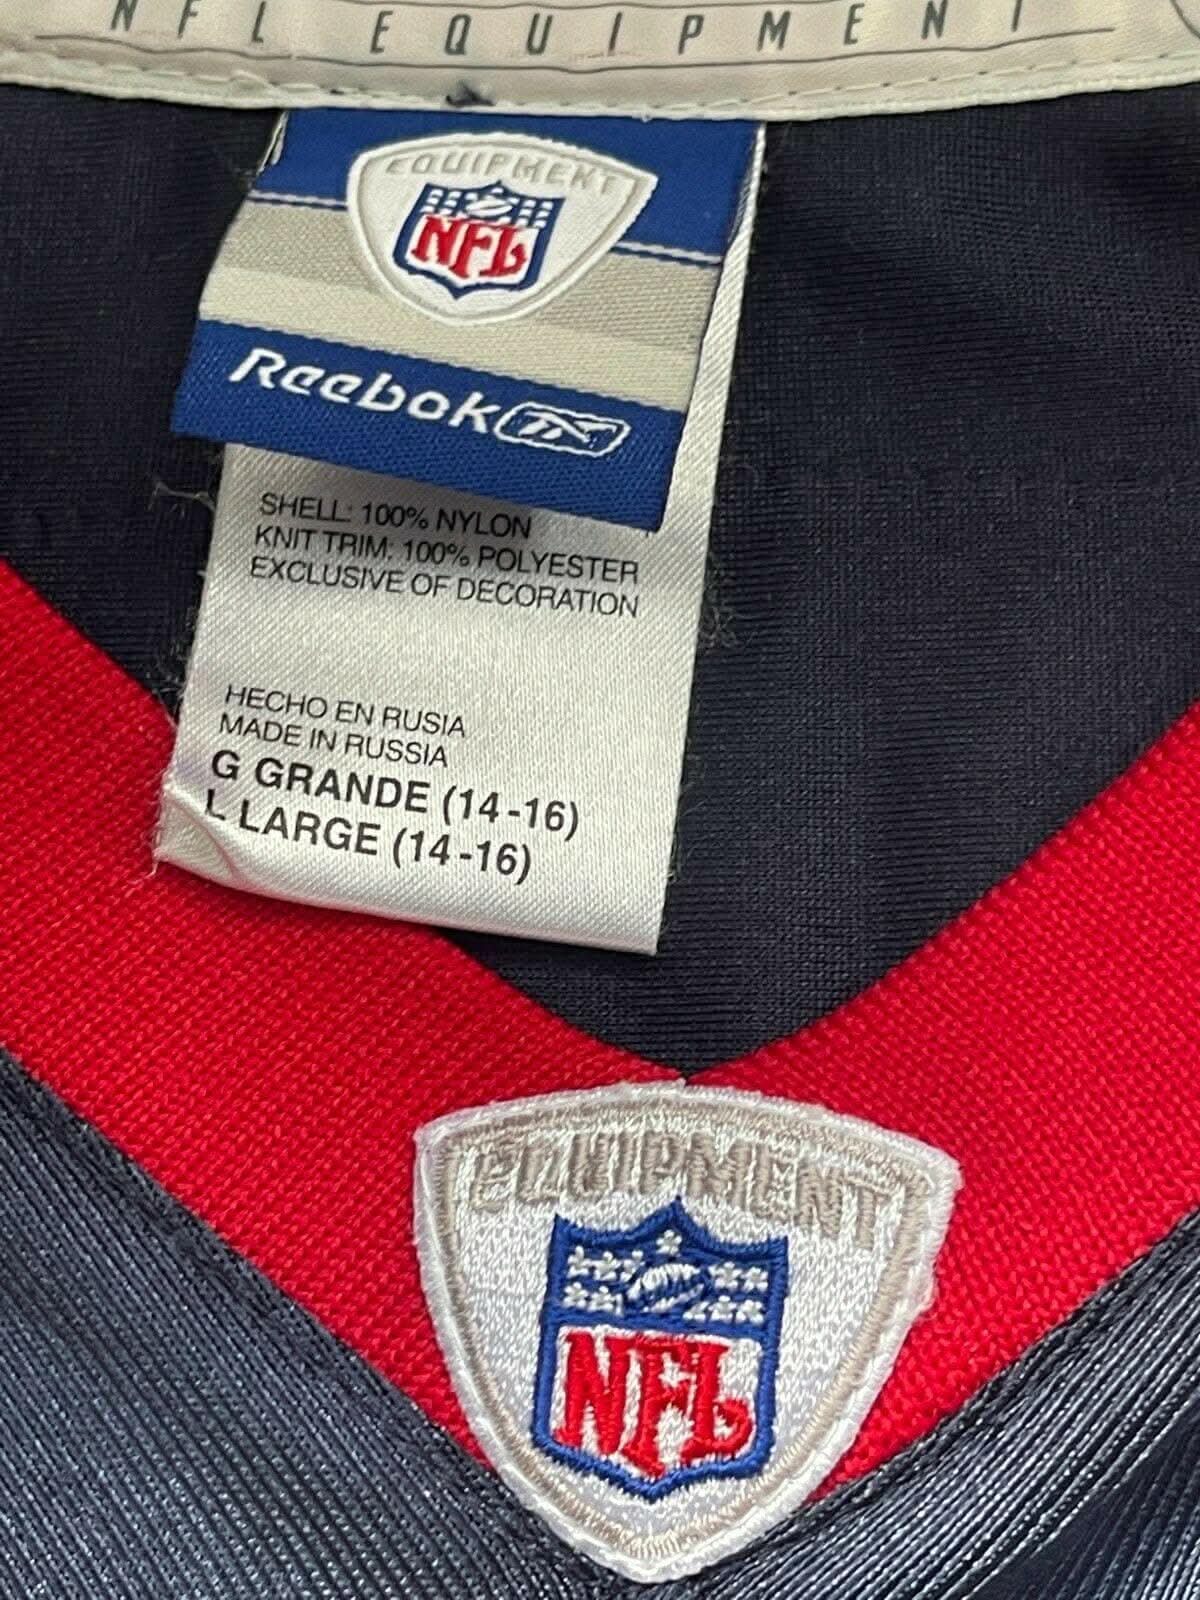 NFL EQUIPMENT
EQUIPMENT
NFL
Reebok
SHELL: 100% NYLON
KNIT TRIM: 100% POLYESTER
EXCLUSIVE OF DECORATION
HECHO EN RUSIA
MADE IN RUSSIA
G GRANDE (14-16)
L LARGE (14-16)
EQUIPMENT
NFL